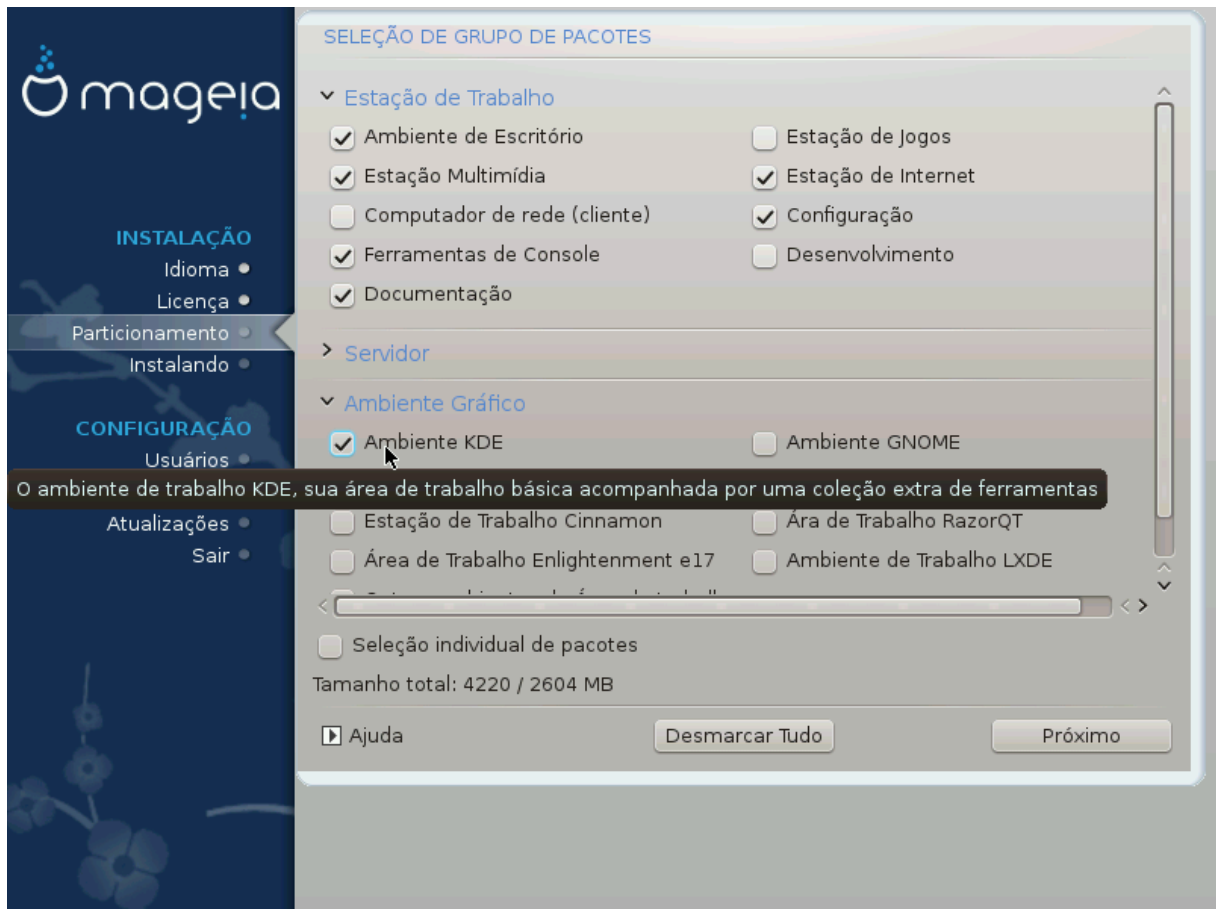 mageia
INSTALAÇÃO
Idioma
Licença
Particionamento
Instalando
CONFIGURAÇÃO
Usuários
Atualizações
Sair
SELEÇÃO DE GRUPO DE PACOTES
Estação de Trabalho
Ambiente de Escritório
Estação de Jogos
Estação Multimídia
Estação de Internet
Computador de rede (cliente)
Configuração
Ferramentas de Console
Desenvolvimento
Documentação
Servidor
Ambiente Gráfico
Ambiente KDE
Ambiente GNOME
O ambiente de trabalho KDE, sua área de trabalho básica acompanhada por uma coleção extra de ferramentas
Estação de Trabalho Cinnamon
Ára de Trabalho RazorQT
Área de Trabalho Enlightenment e17
Ambiente de Trabalho LXDE
Seleção individual de pacotes
Tamanho total: 4220 / 2604 MB
Ajuda
Desmarcar Tudo
Próximo